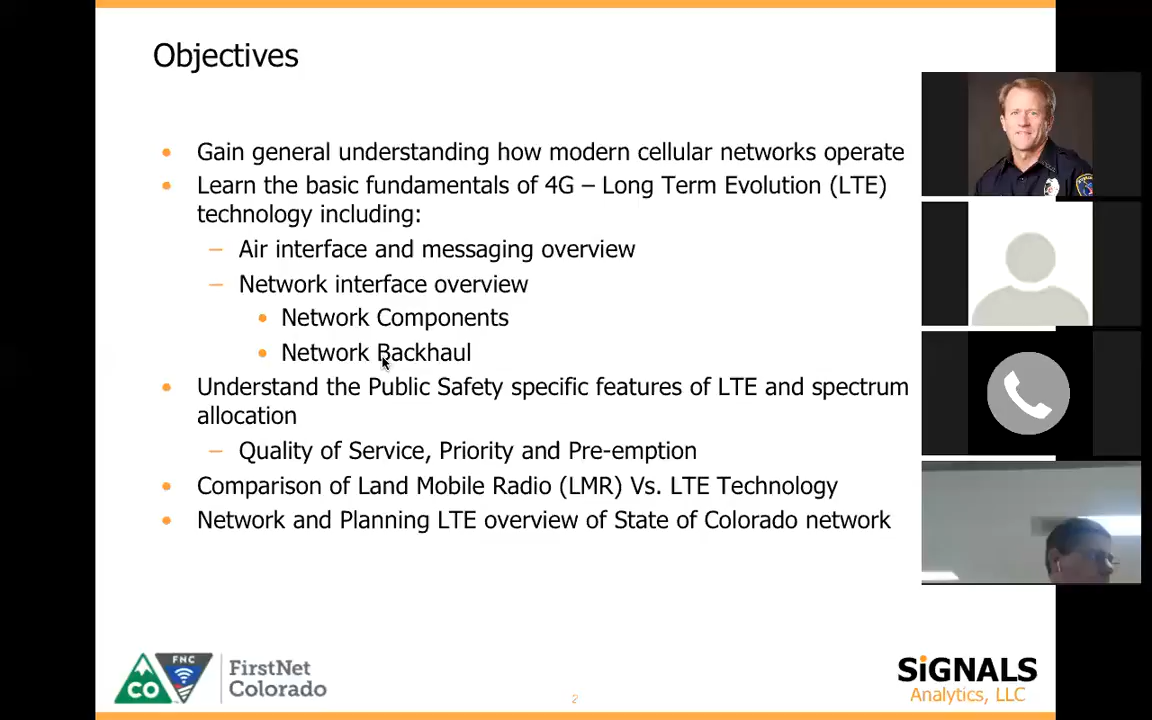 Objectives
• Gain general understanding how modern cellular networks operate
• Learn the basic fundamentals of 4G – Long Term Evolution (LTE)
technology including:
– Air interface and messaging overview
– Network interface overview
• Network Components
• Network Backhaul
• Understand the Public Safety specific features of LTE and spectrum
allocation
– Quality of Service, Priority and Pre-emption
• Comparison of Land Mobile Radio (LMR) Vs. LTE Technology
• Network and Planning LTE overview of State of Colorado network
CO
FNC
FirstNet
Colorado
2
SiGNALS
Analytics, LLC